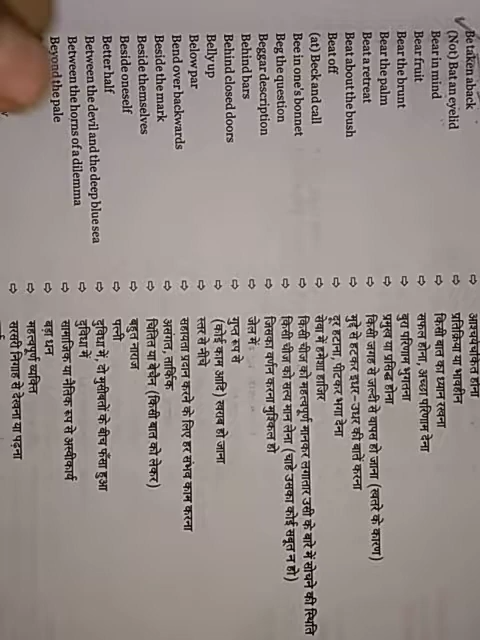 Be taken aback ⇨ आश्चर्यचकित होना
(Not) Bat an eyelid ⇨ प्रतिक्रिया या भावहीन
Bear in mind ⇨ किसी बात का ध्यान रखना
Bear fruit ⇨ सफल होना, अच्छा परिणाम देना
Bear the brunt ⇨ बुरा परिणाम भुगतना
Bear the palm ⇨ प्रमुख या प्रसिद्ध होना
Beat a retreat ⇨ किसी जगह से जल्दी से वापस हो जाना (खतरे के कारण)
Beat about the bush ⇨ मुद्दे से हटकर इधर-उधर की बातें करना
Beat off ⇨ दूर हटाना, पीटकर भगा देना
(at) Beck and call ⇨ सेवा में हमेशा हाजिर
Bee in one's bonnet ⇨ किसी चीज को महत्वपूर्ण मानकर लगातार उसी के बारे में सोचने की स्थिति
Beg the question ⇨ किसी चीज को सत्य मान लेना (चाहे उसका कोई सबूत न हो)
Beggar description ⇨ जिसका वर्णन करना मुश्किल हो
Behind bars ⇨ जेल में
Behind closed doors ⇨ गुप्त रूप से
Belly up ⇨ (कोई काम आदि) खराब हो जाना
Below par ⇨ स्तर से नीचे
Bend over backwards ⇨ सहायता प्रदान करने के लिए हर संभव काम करना
Beside the mark ⇨ असंगत, तार्किक
Beside themselves ⇨ चिंतित या बेचैन (किसी बात को लेकर)
Beside oneself ⇨ बहुत नाराज
Better half ⇨ पत्नी
Between the devil and the deep blue sea ⇨ दुविधा में, दो मुसीबतों के बीच फँसा हुआ
Between the horns of a dilemma ⇨ दुविधा में
Beyond the pale ⇨ सामाजिक या नैतिक रूप से अस्वीकार्य
⇨ बड़ा धन
⇨ महत्वपूर्ण व्यक्ति
⇨ सरसरी निगाह से देखना या पढ़ना